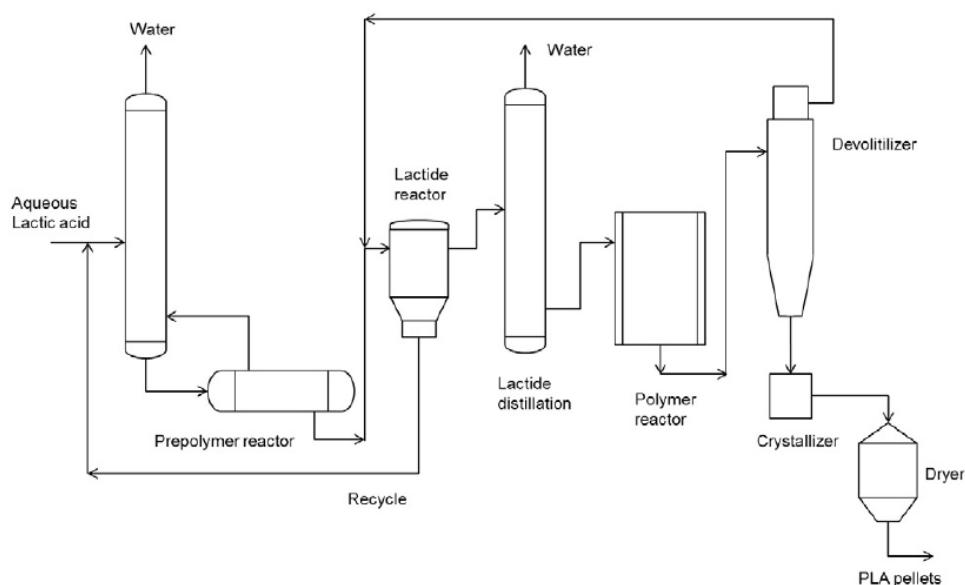 Water
Water
Devolitilizer
Lactide
reactor
Aqueous
Lactic acid
Lactide
distillation
Polymer
reactor
Prepolymer reactor
Crystallizer
Dryer
Recycle
PLA pellets